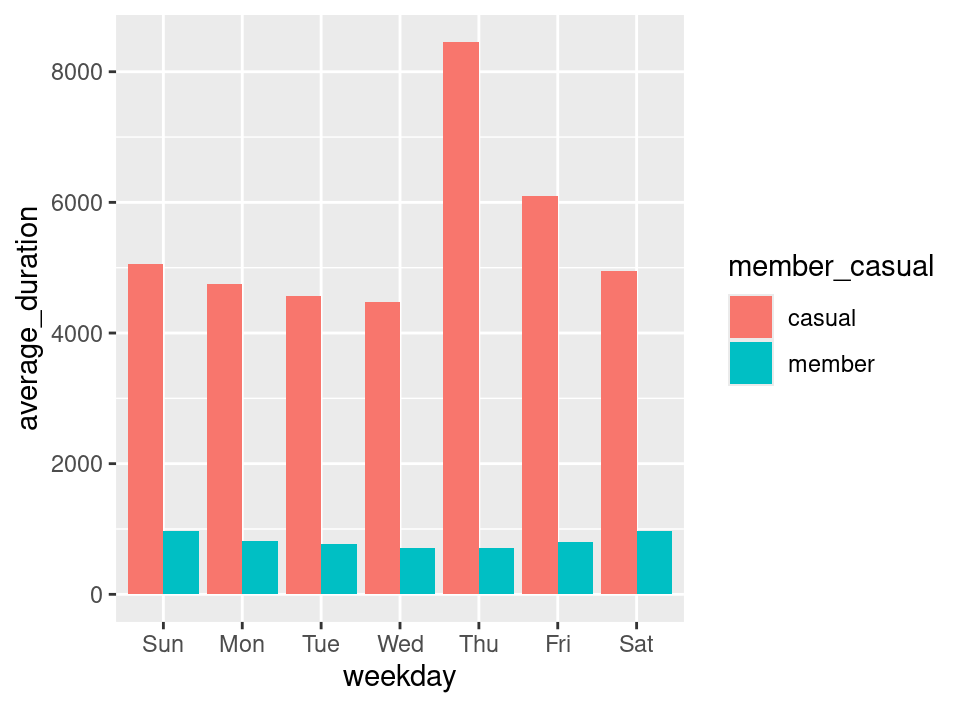 average_duration
8000
6000
4000
2000
0
Sun Mon Tue Wed Thu Fri Sat
weekday
member_casual
casual
member